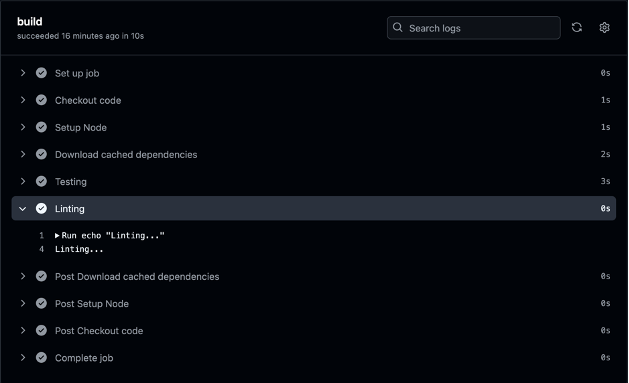 build
succeeded 16 minutes ago in 10s
Search logs
Set up job 0s
Checkout code 1s
Setup Node 1s
Download cached dependencies 2s
Testing 3s
Linting 0s
1 ▶ Run echo "Linting..."
4 Linting...
Post Download cached dependencies 0s
Post Setup Node 0s
Post Checkout code 0s
Complete job 0s